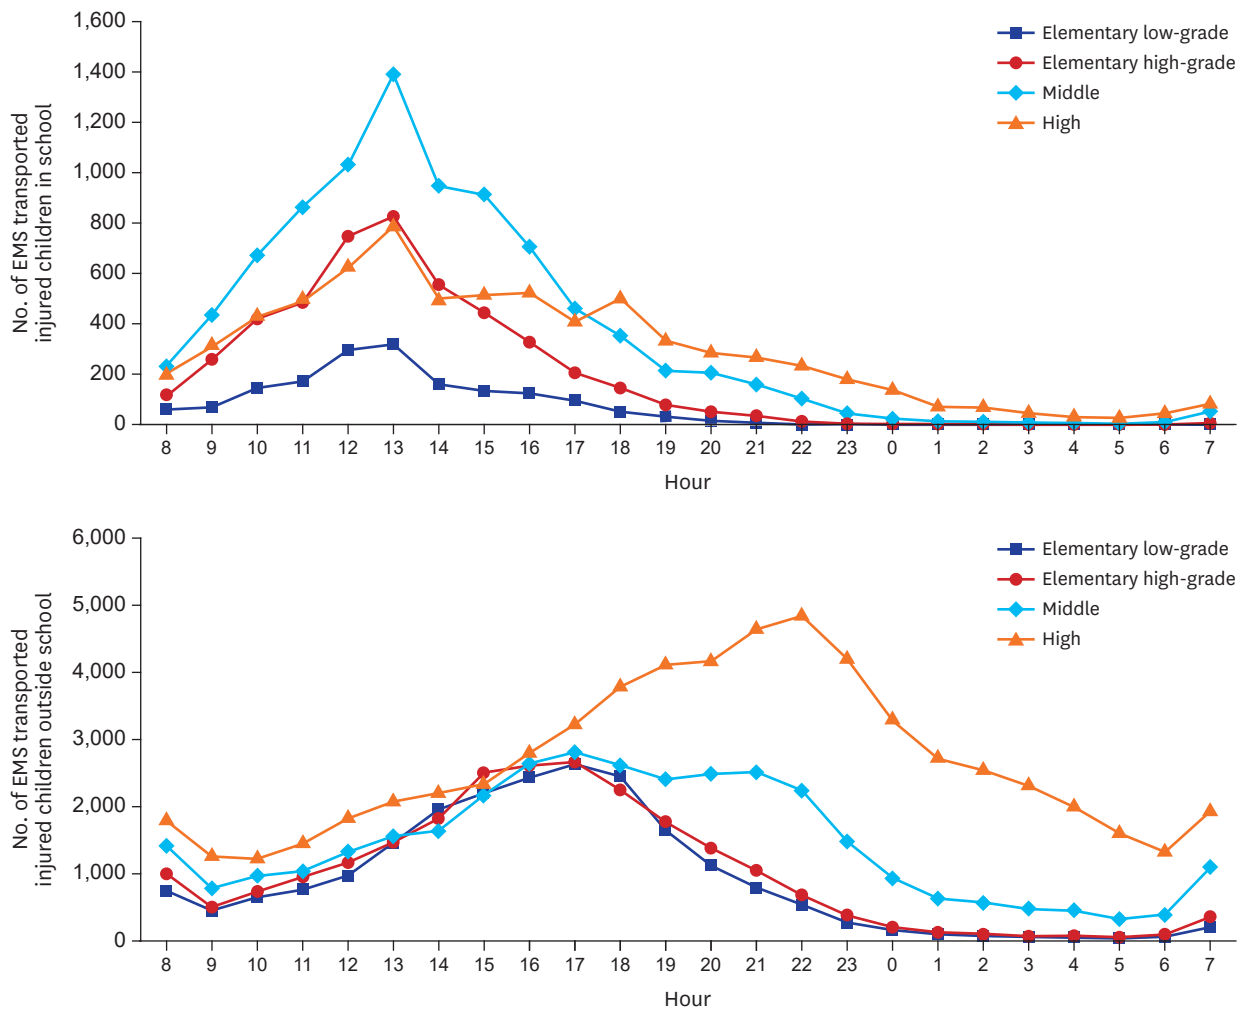 No. of EMS transported
injured children in school
1,600
1,400
1,200
1,000
800
600
400
200
0
Elementary low-grade
Elementary high-grade
Middle
High
8 9 10 11 12 13 14 15 16 17 18 19 20 21 22 23 0 1 2 3 4 5 6 7
Hour
No. of EMS transported
injured children outside school
6,000
5,000
4,000
3,000
2,000
1,000
0
Elementary low-grade
Elementary high-grade
Middle
High
8 9 10 11 12 13 14 15 16 17 18 19 20 21 22 23 0 1 2 3 4 5 6 7
Hour